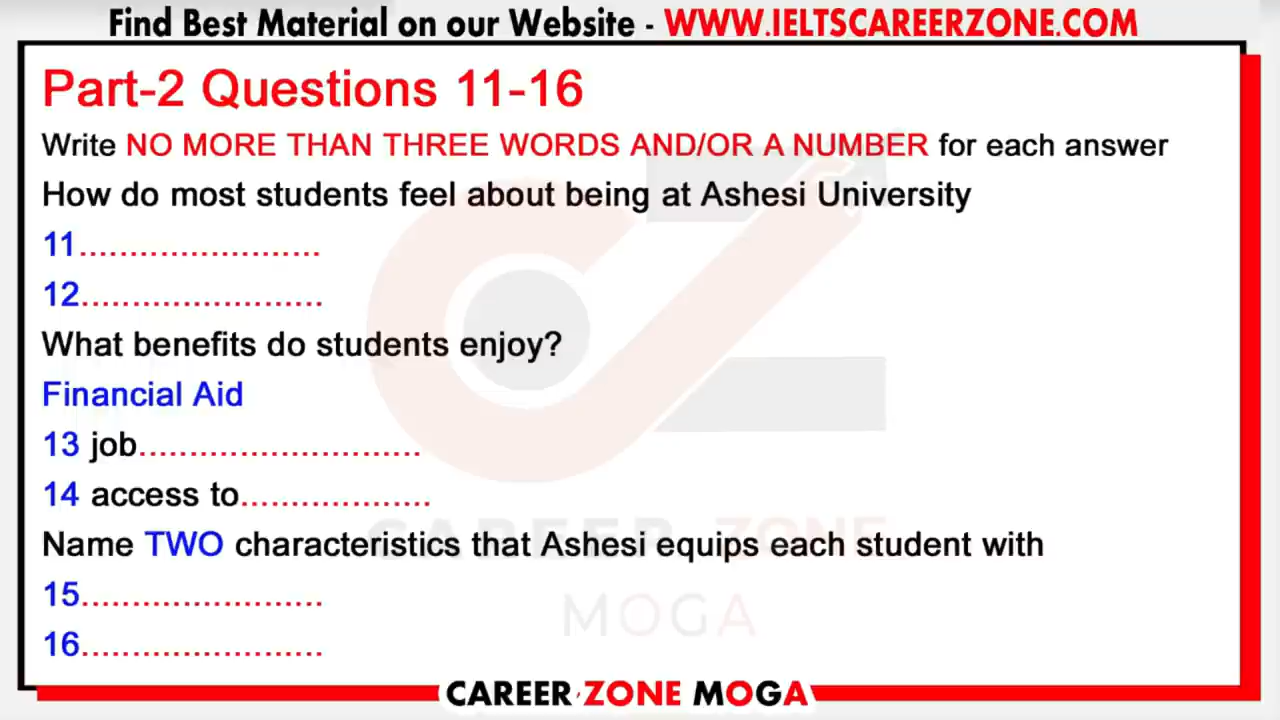 Find Best Material on our Website - WWW.IELTSCAREERZONE.COM
Part-2 Questions 11-16
Write NO MORE THAN THREE WORDS AND/OR A NUMBER for each answer
How do most students feel about being at Ashesi University
11........................
12........................
What benefits do students enjoy?
Financial Aid
13 job............................
14 access to...................
Name TWO characteristics that Ashesi equips each student with
15........................
16........................
CAREER ZONE
MOGA
CAREER ZONE MOGA